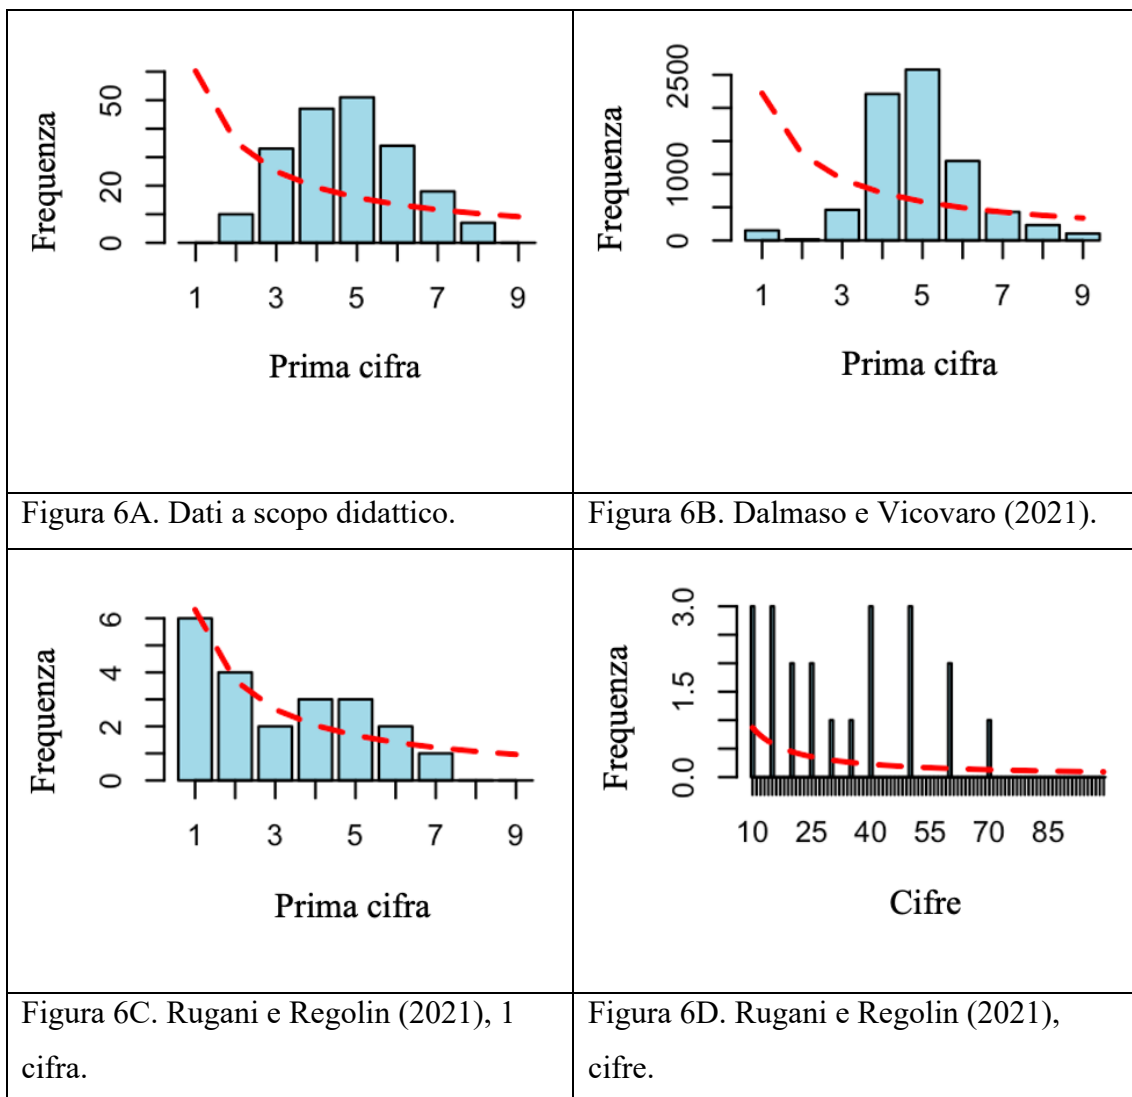 Frequenza
50
20
0
1 3 5 7 9
Prima cifra
Frequenza
2500
1000
0
1 3 5 7 9
Prima cifra
Figura 6A. Dati a scopo didattico.
Figura 6B. Dalmaso e Vicovaro (2021).
Frequenza
6
4
2
0
1 3 5 7 9
Prima cifra
Frequenza
3.0
1.5
0.0
10 25 40 55 70 85
Cifre
Figura 6C. Rugani e Regolin (2021), 1
cifra.
Figura 6D. Rugani e Regolin (2021),
cifre.